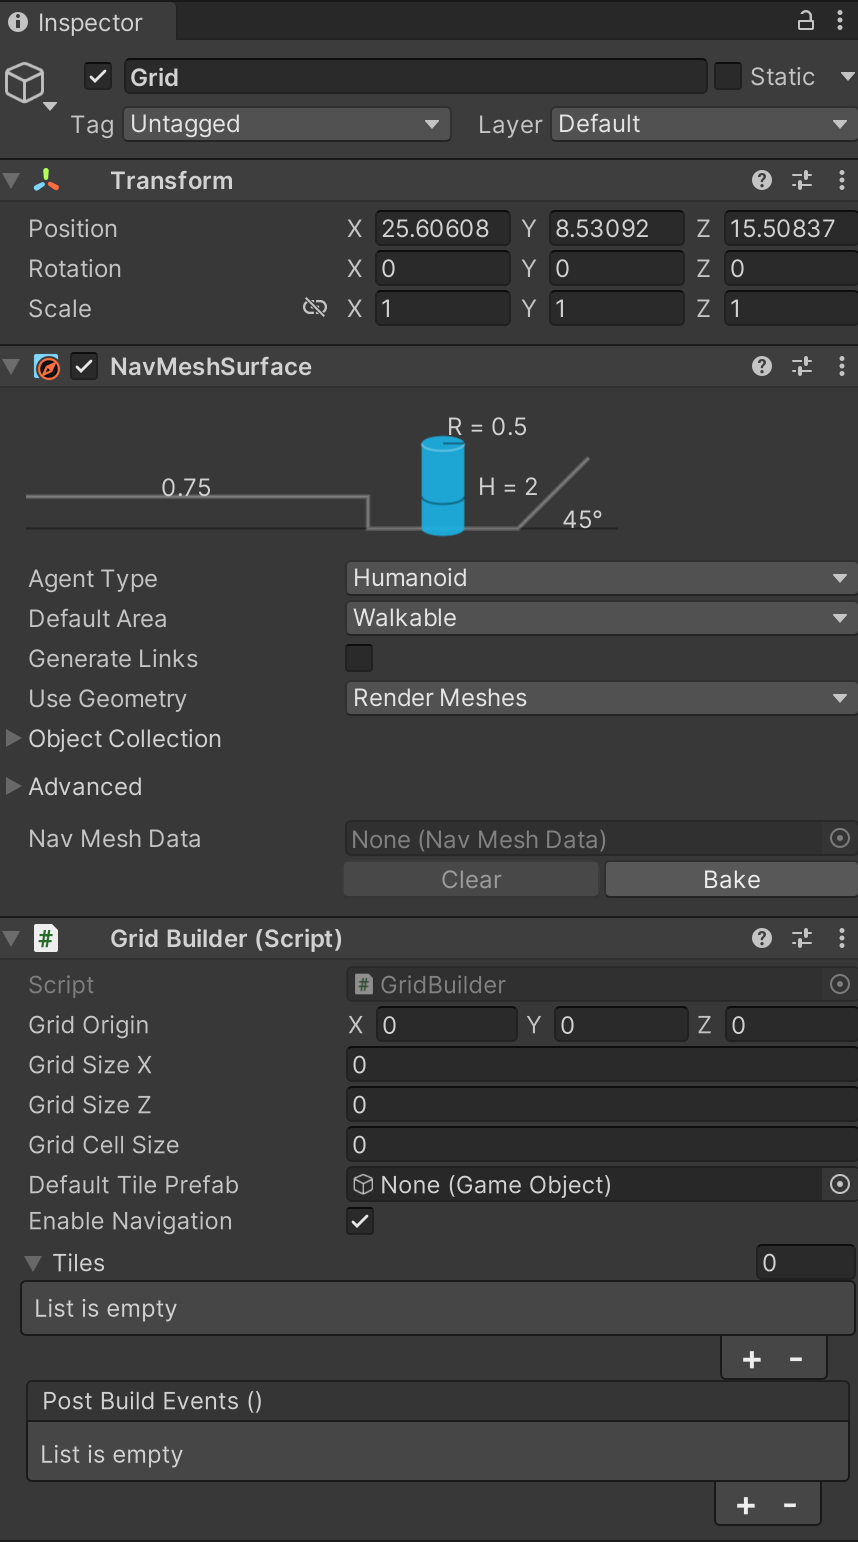 Inspector
Grid
Static
Tag Untagged Layer Default
Transform
Position X 25.60608 Y 8.53092 Z 15.50837
Rotation X 0 Y 0 Z 0
Scale X 1 Y 1 Z 1
NavMeshSurface
R = 0.5
0.75 H = 2
45°
Agent Type Humanoid
Default Area Walkable
Generate Links
Use Geometry Render Meshes
Object Collection
Advanced
Nav Mesh Data None (Nav Mesh Data)
Clear Bake
Grid Builder (Script)
Script # GridBuilder
Grid Origin X 0 Y 0 Z 0
Grid Size X 0
Grid Size Z 0
Grid Cell Size 0
Default Tile Prefab None (Game Object)
Enable Navigation
Tiles 0
List is empty
+ -
Post Build Events ()
List is empty
+ -